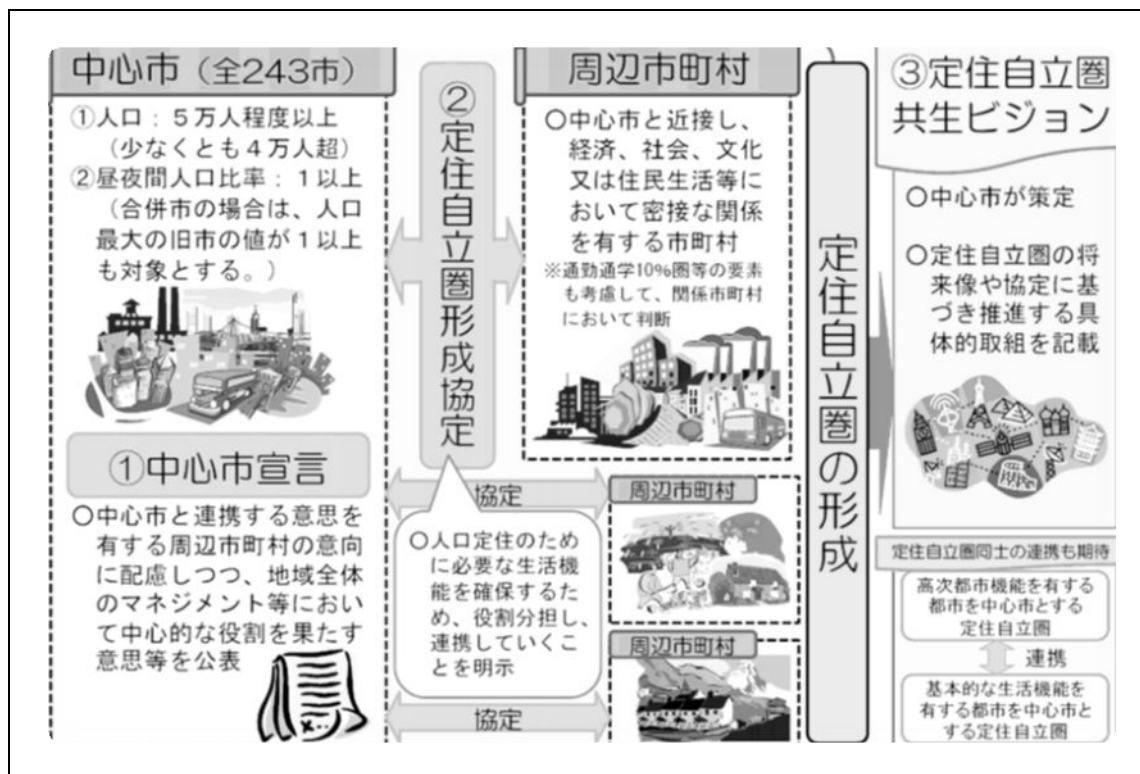 中心市（全243市）
①人口：５万人程度以上
（少なくとも４万人超）
②昼夜間人口比率：１以上
（合併市の場合は、人口
最大の旧市の値が１以上
も対象とする。）
①中心市宣言
○中心市と連携する意思を
有する周辺市町村の意向
に配慮しつつ、地域全体
のマネジメント等におい
て中心的な役割を果たす
意思等を公表
②定住自立圏形成協定
協定
○人口定住のため
に必要な生活機
能を確保するた
め、役割分担し、
連携していくこ
とを明示
協定
周辺市町村
○中心市と近接し、
経済、社会、文化
又は住民生活等に
おいて密接な関係
を有する市町村
※通勤通学10%圏等の要素
も考慮して、関係市町村
において判断
周辺市町村
周辺市町村
定住自立圏の形成
③定住自立圏
共生ビジョン
○中心市が策定
○定住自立圏の将
来像や協定に基
づき推進する具
体的取組を記載
定住自立圏同士の連携も期待
高次都市機能を有する
都市を中心市とする
定住自立圏
連携
基本的な生活機能を
有する都市を中心市と
する定住自立圏